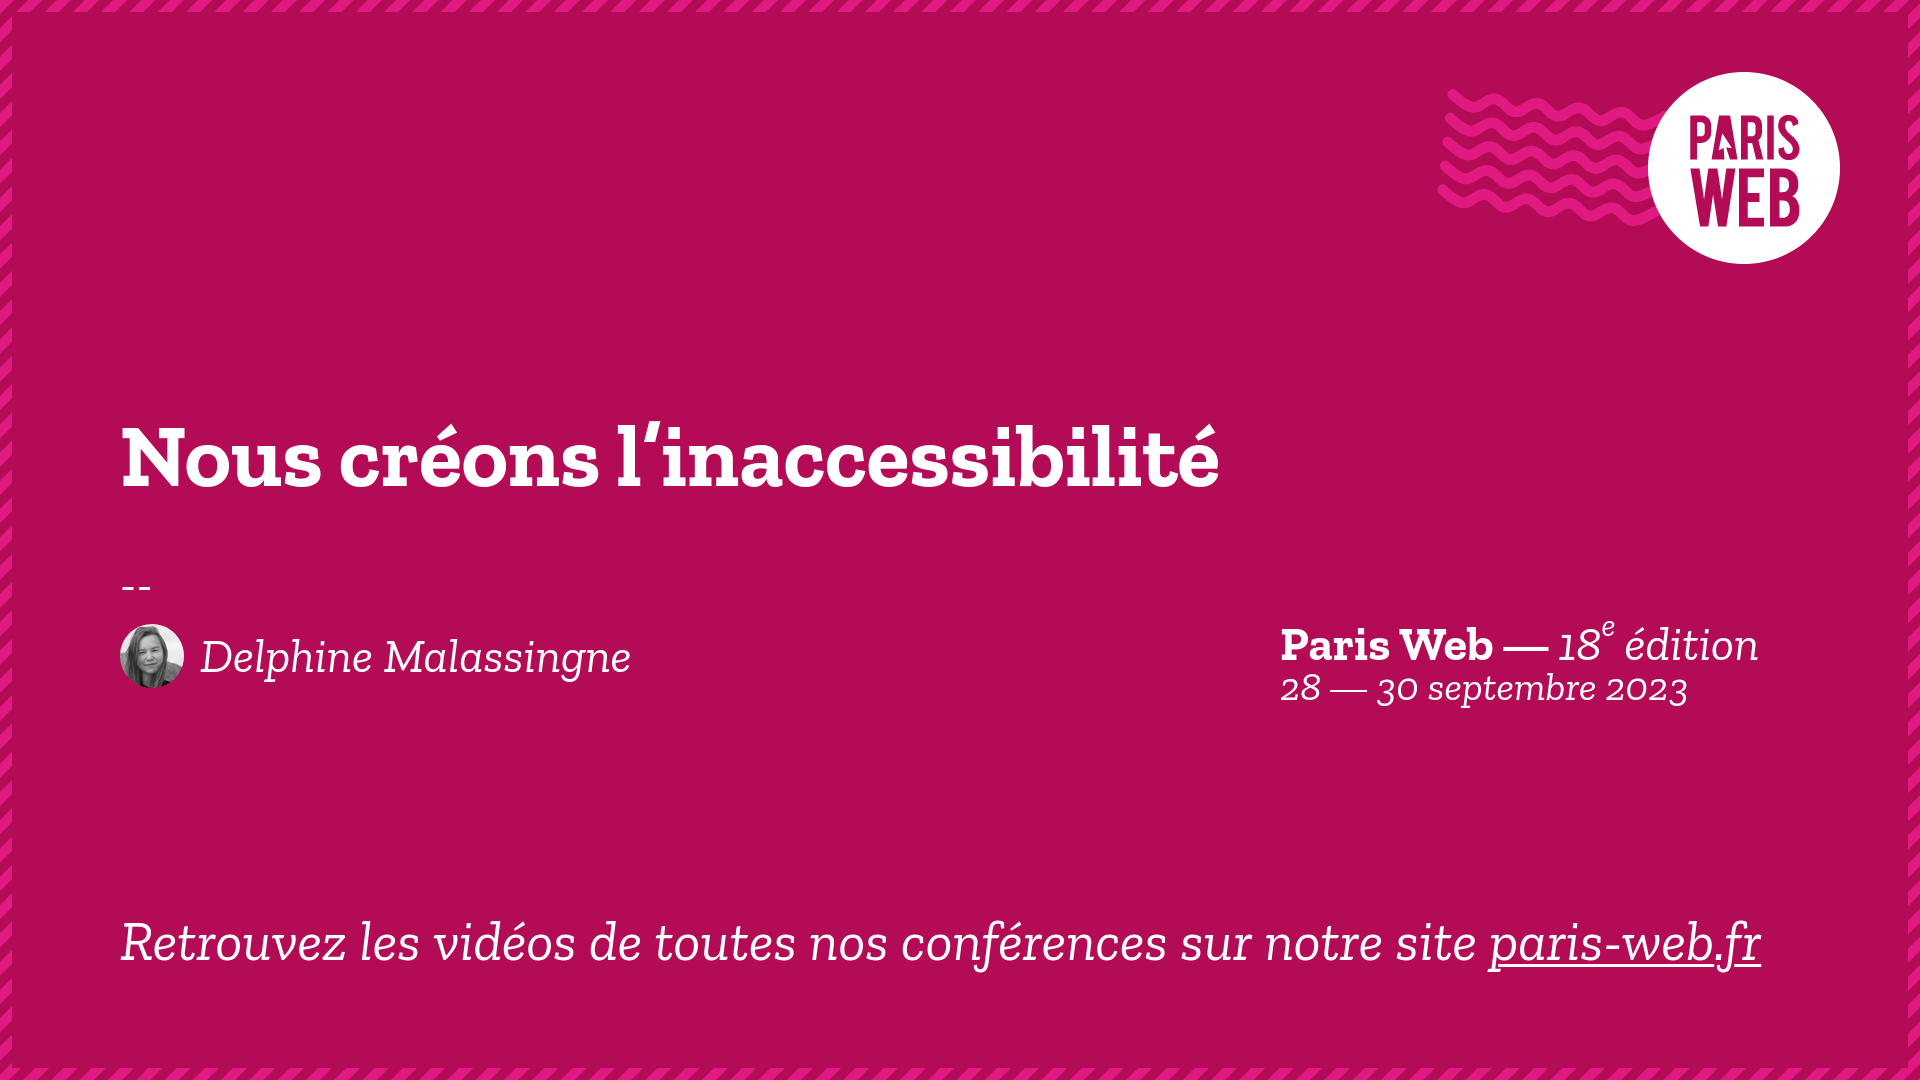 PARIS
WEB
Nous créons l’inaccessibilité
--
Delphine Malassingne
Paris Web — 18e édition
28 — 30 septembre 2023
Retrouvez les vidéos de toutes nos conférences sur notre site paris-web.fr